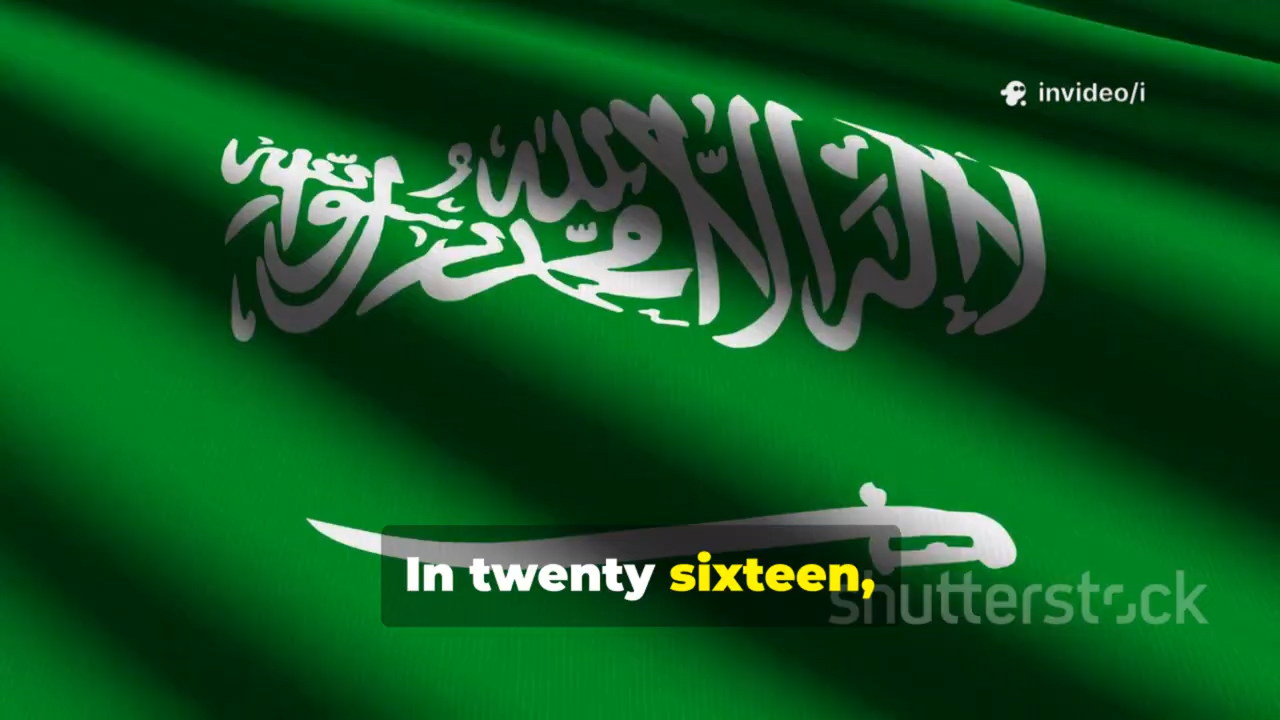 invideo/i
لا إله إلا الله محمد رسول الله
In twenty sixteen,
shutterstock